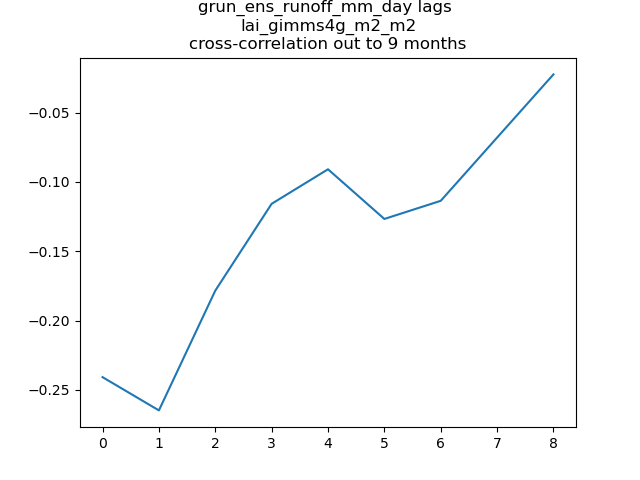 grun_ens_runoff_mm_day lags
lai_gimms4g_m2_m2
cross-correlation out to 9 months
−0.05
−0.10
−0.15
−0.20
−0.25
0 1 2 3 4 5 6 7 8